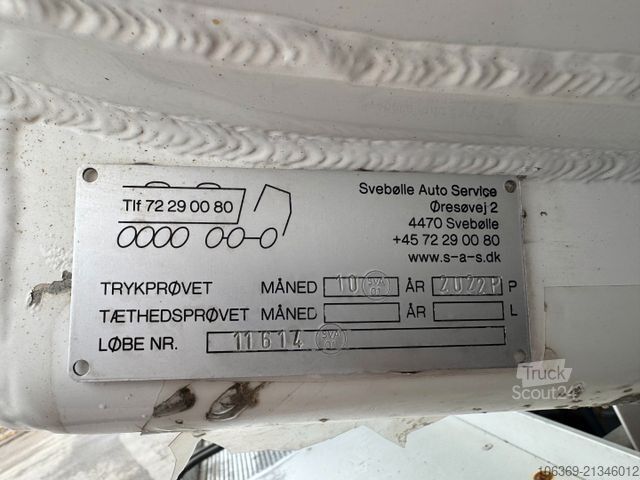 Tlf 72 29 00 80
Svebølle Auto Service
Øresøvej 2
4470 Svebølle
+45 72 29 00 80
www.s-a-s.dk
TRYKPRØVET MÅNED 10 ÅR 2022P P
TÆTHEDSPRØVET MÅNED ÅR L
LØBE NR. 11614
Truck
Scout24
106369-21346012